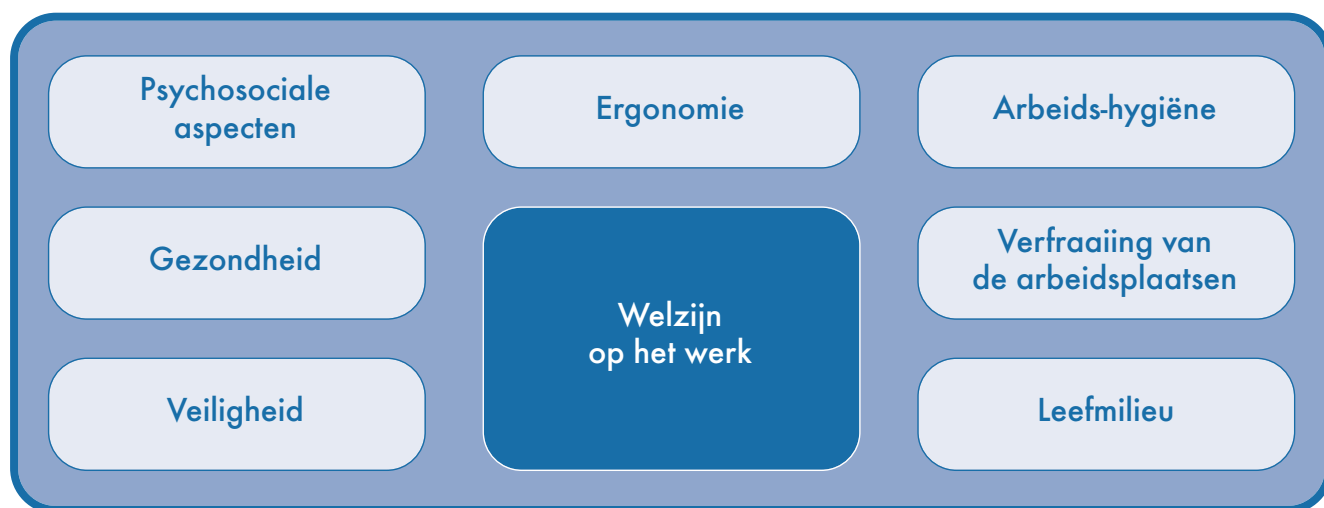 Psychosociale
aspecten
Ergonomie
Arbeids-hygiëne
Gezondheid
Welzijn
op het werk
Verfraaiing van
de arbeidsplaatsen
Veiligheid
Leefmilieu